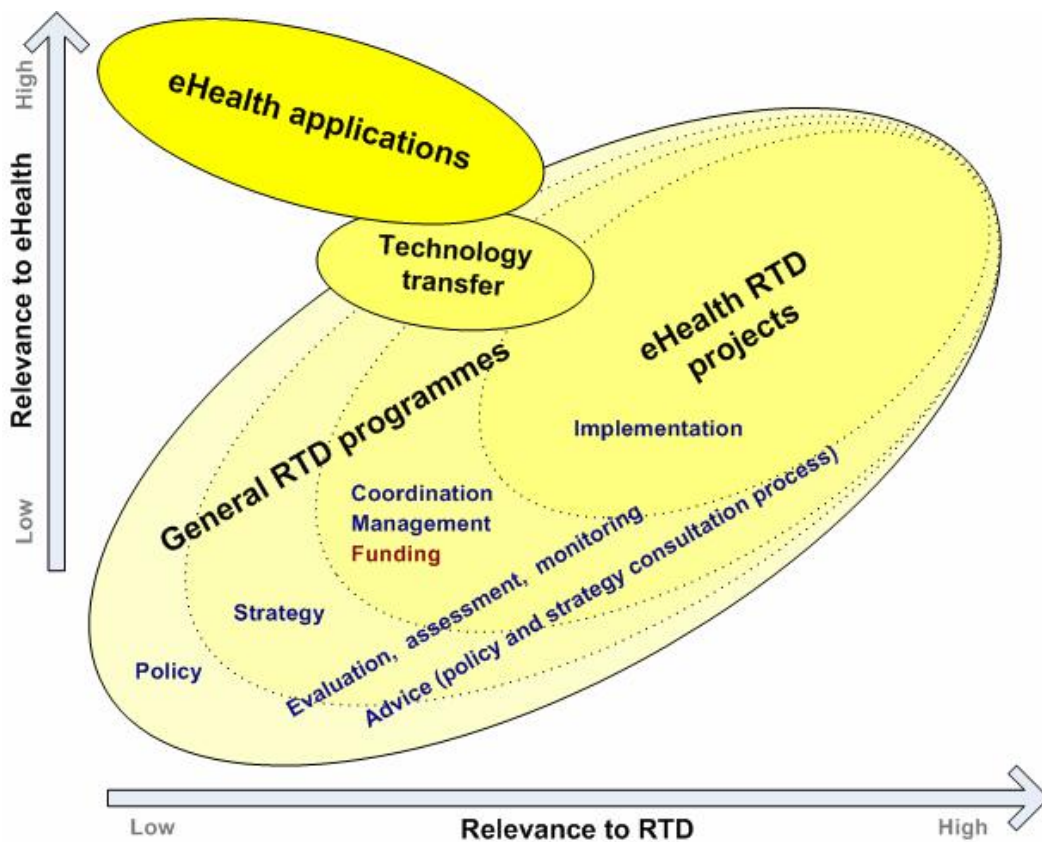 High
eHealth applications
Relevance to eHealth
Technology
transfer
eHealth RTD
projects
General RTD programmes
Implementation
Coordination
Management
Funding
Low
Strategy
Evaluation, assessment, monitoring
Advice (policy and strategy consultation process)
Policy
Low
Relevance to RTD
High